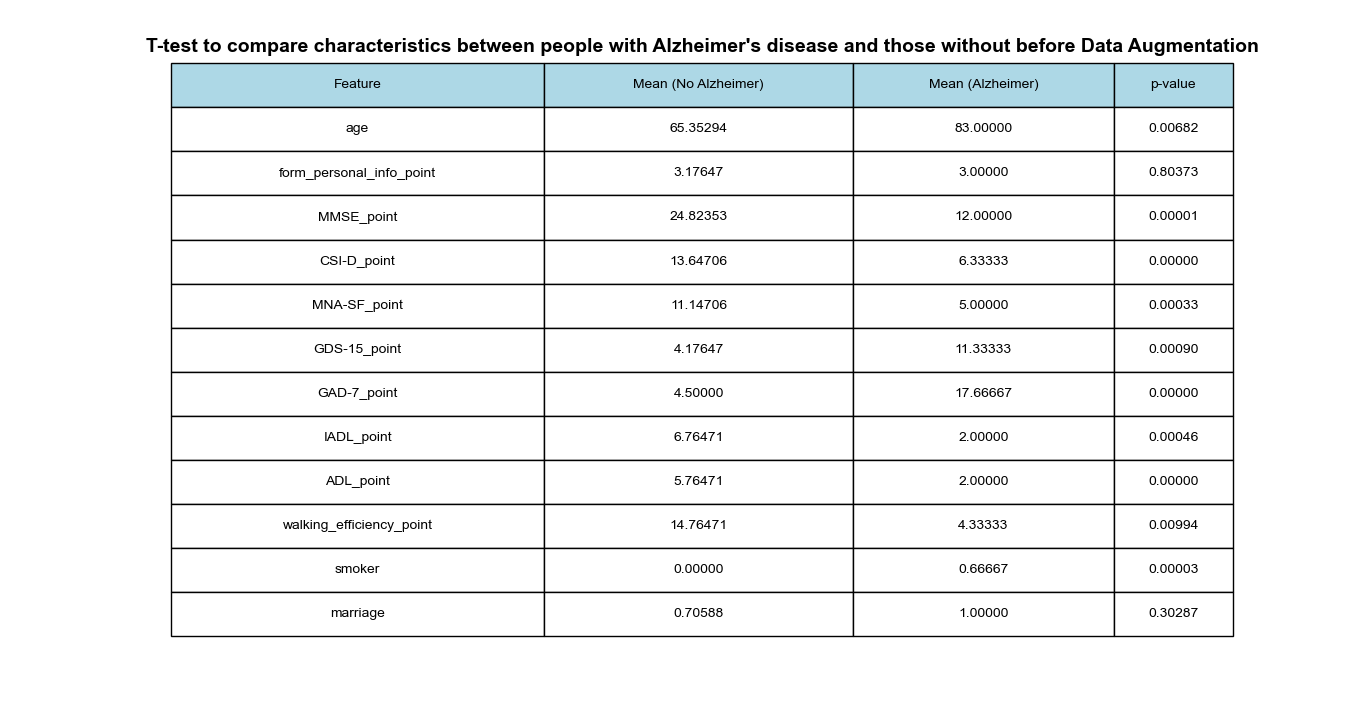 T-test to compare characteristics between people with Alzheimer's disease and those without before Data Augmentation
Feature Mean (No Alzheimer) Mean (Alzheimer) p-value
age 65.35294 83.00000 0.00682
form_personal_info_point 3.17647 3.00000 0.80373
MMSE_point 24.82353 12.00000 0.00001
CSI-D_point 13.64706 6.33333 0.00000
MNA-SF_point 11.14706 5.00000 0.00033
GDS-15_point 4.17647 11.33333 0.00090
GAD-7_point 4.50000 17.66667 0.00000
IADL_point 6.76471 2.00000 0.00046
ADL_point 5.76471 2.00000 0.00000
walking_efficiency_point 14.76471 4.33333 0.00994
smoker 0.00000 0.66667 0.00003
marriage 0.70588 1.00000 0.30287